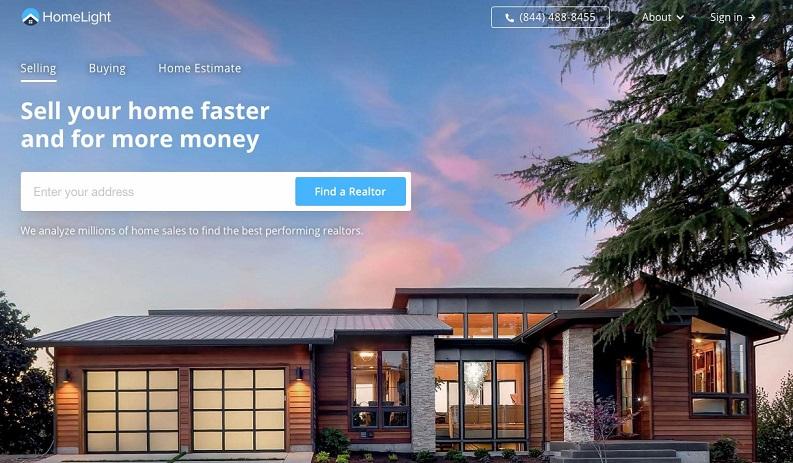 HomeLight
(844) 488-8455
About
Sign in
Selling
Buying
Home Estimate
Sell your home faster
and for more money
Enter your address
Find a Realtor
We analyze millions of home sales to find the best performing realtors.